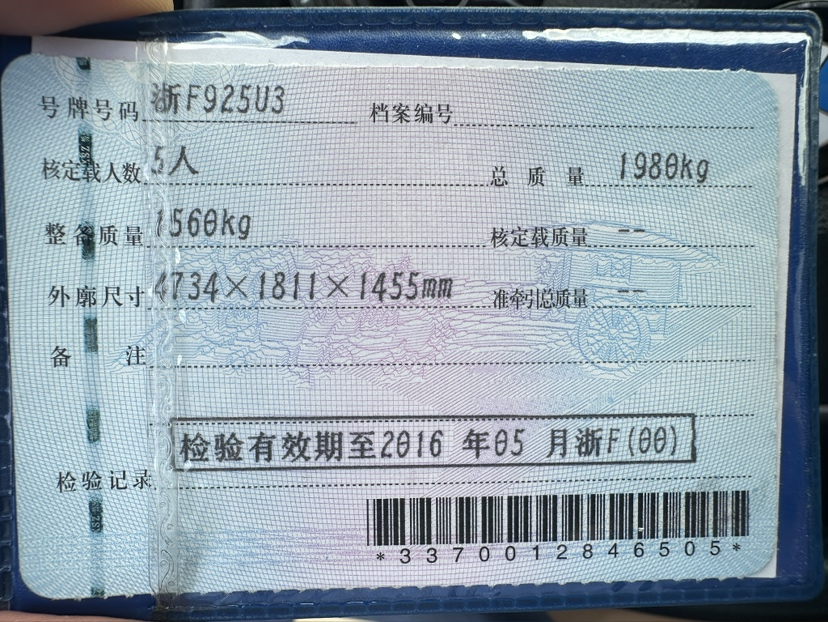 号牌号码 浙F925U3 档案编号
核定载人数 5人 总质量 1980kg
整备质量 1560kg 核定载质量 --
外廓尺寸 4734×1811×1455mm 准牵引总质量 --
备注
检验有效期至2016 年05 月浙F(00)
检验记录
*3370012846505*